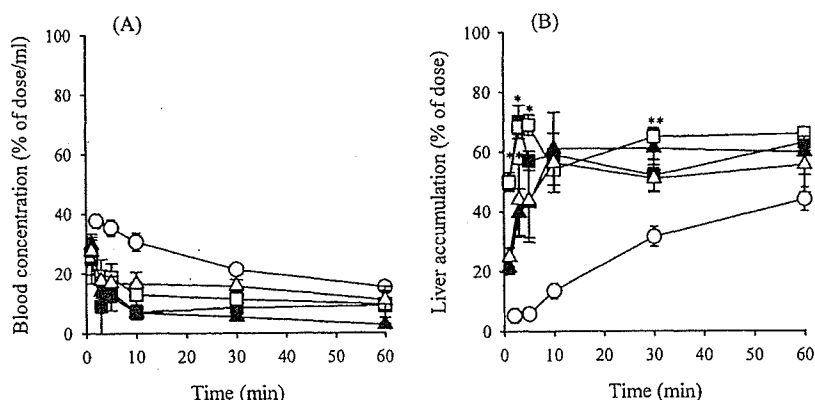 (A)
Blood concentration (% of dose/ml)
100
80
60
40
20
0
0 10 20 30 40 50 60
Time (min)
(B)
Liver accumulation (% of dose)
100
80
60
40
20
0
*
*
* *
**
0 10 20 30 40 50 60
Time (min)